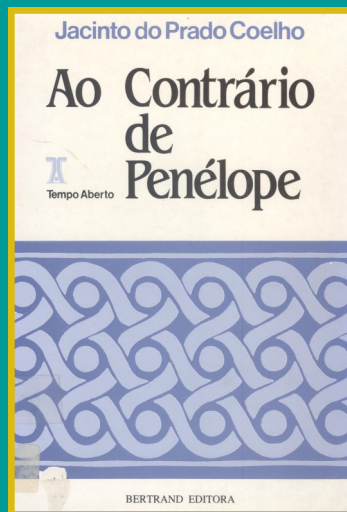 Jacinto do Prado Coelho
Ao Contrário
de
Penélope
Tempo Aberto
BERTRAND EDITORA